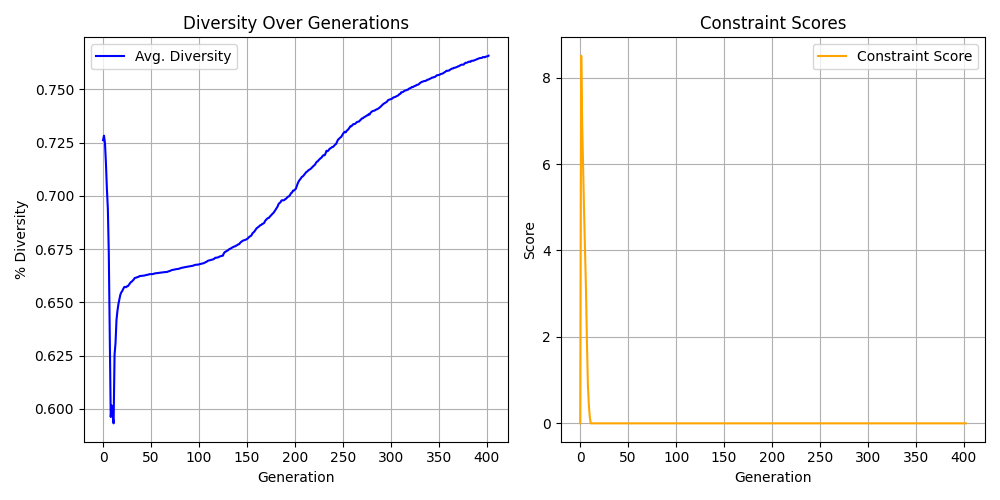 Diversity Over Generations
Avg. Diversity
% Diversity
0.750
0.725
0.700
0.675
0.650
0.625
0.600
0 50 100 150 200 250 300 350 400
Generation
Constraint Scores
Constraint Score
Score
8
6
4
2
0
0 50 100 150 200 250 300 350 400
Generation